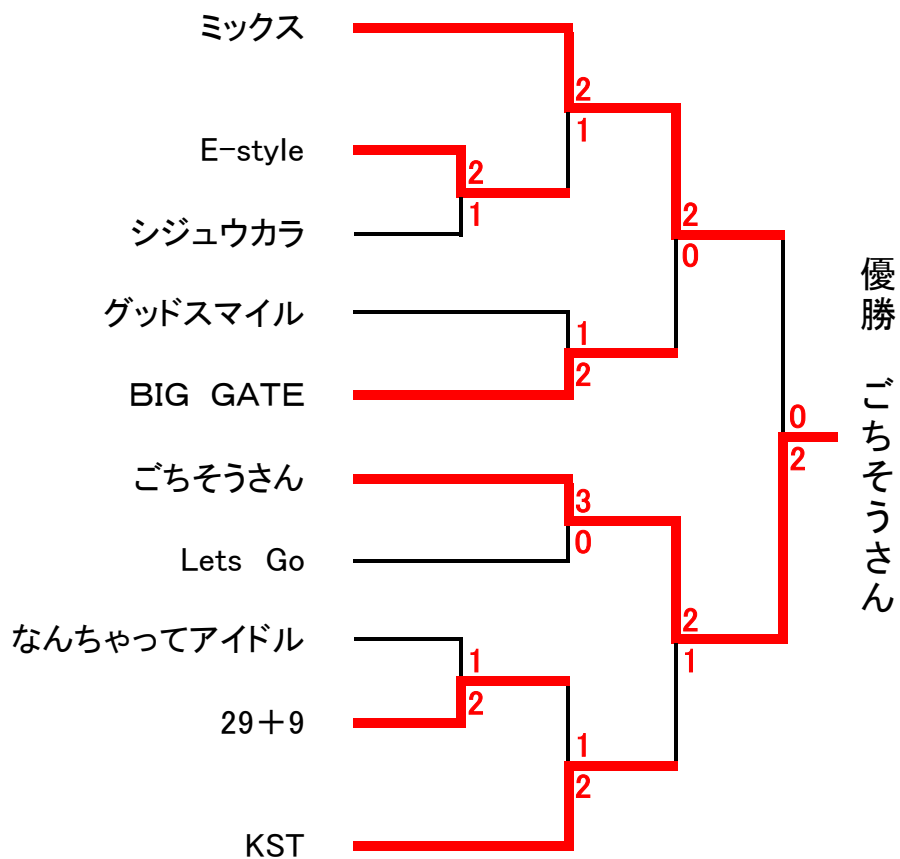 ミックス
2
1
E-style
2
1
シジュウカラ
2
0
グッドスマイル
1
2
BIG GATE
0
2
優勝 ごちそうさん
ごちそうさん
3
0
Lets Go
なんちゃってアイドル
2
1
1
2
29＋9
1
2
KST